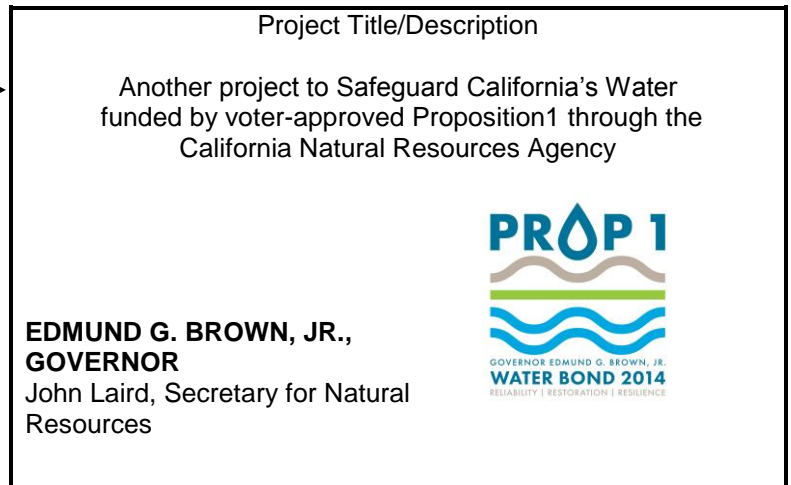 Project Title/Description
Another project to Safeguard California's Water
funded by voter-approved Proposition1 through the
California Natural Resources Agency
PROP 1
EDMUND G. BROWN, JR.,
GOVERNOR
John Laird, Secretary for Natural
Resources
GOVERNOR EDMUND G. BROWN, JR.
WATER BOND 2014
RELIABILITY | RESTORATION | RESILIENCE